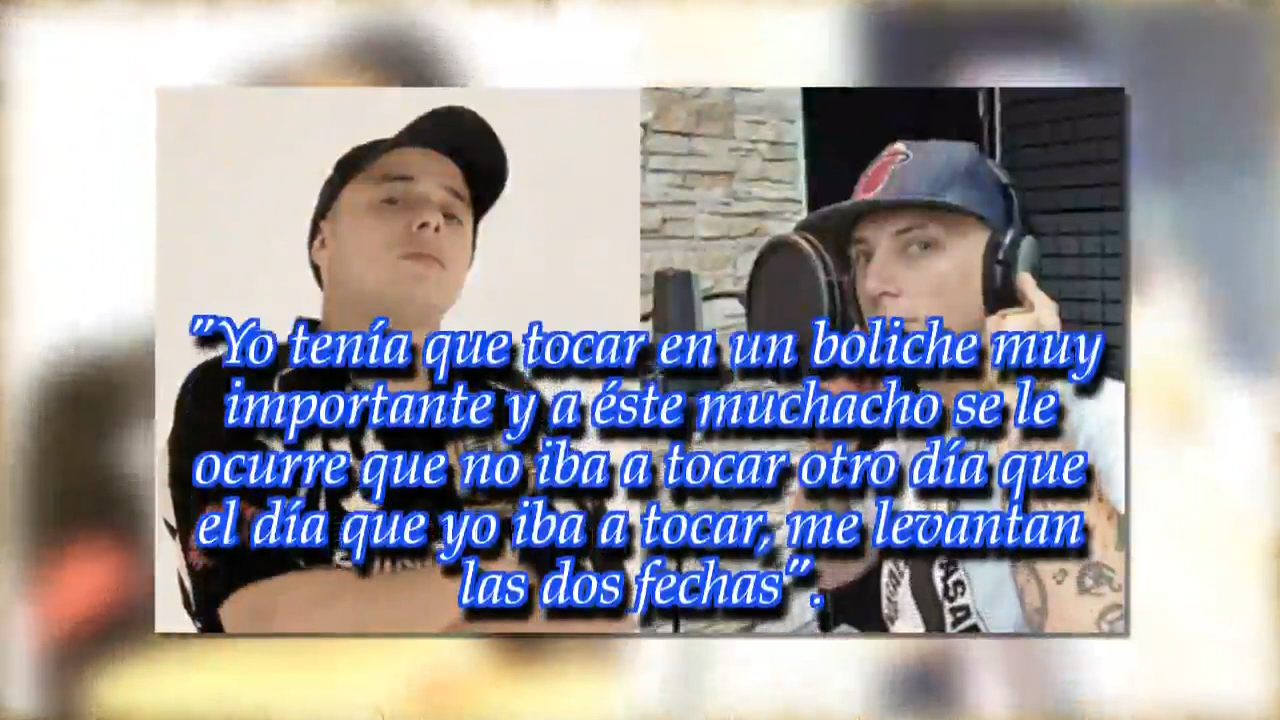 "Yo tenía que tocar en un boliche muy
importante y a éste muchacho se le
ocurre que no iba a tocar otro día que
el día que yo iba a tocar, me levantan
las dos fechas".